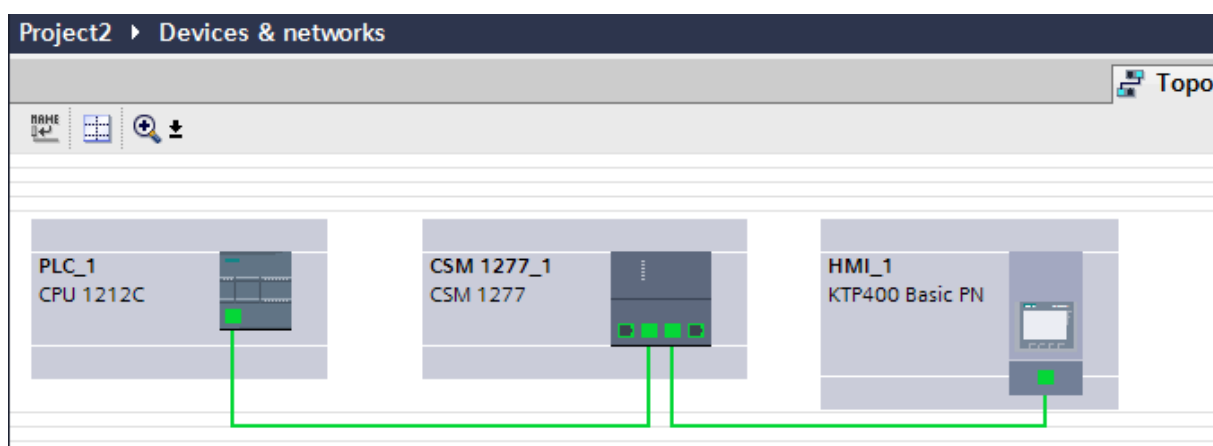 Project2 ▸ Devices & networks
Topo
NAME
PLC_1
CPU 1212C
CSM 1277_1
CSM 1277
HMI_1
KTP400 Basic PN